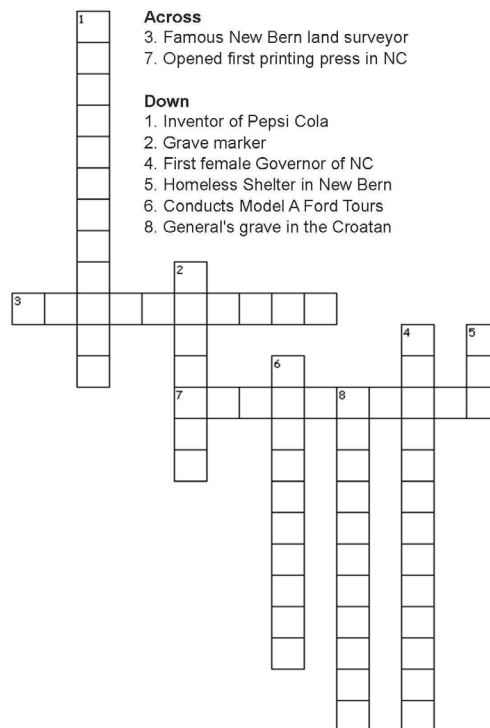 1
Across
3. Famous New Bern land surveyor
7. Opened first printing press in NC
Down
1. Inventor of Pepsi Cola
2. Grave marker
4. First female Governor of NC
5. Homeless Shelter in New Bern
6. Conducts Model A Ford Tours
8. General's grave in the Croatan
2
3
4
5
6
7
8